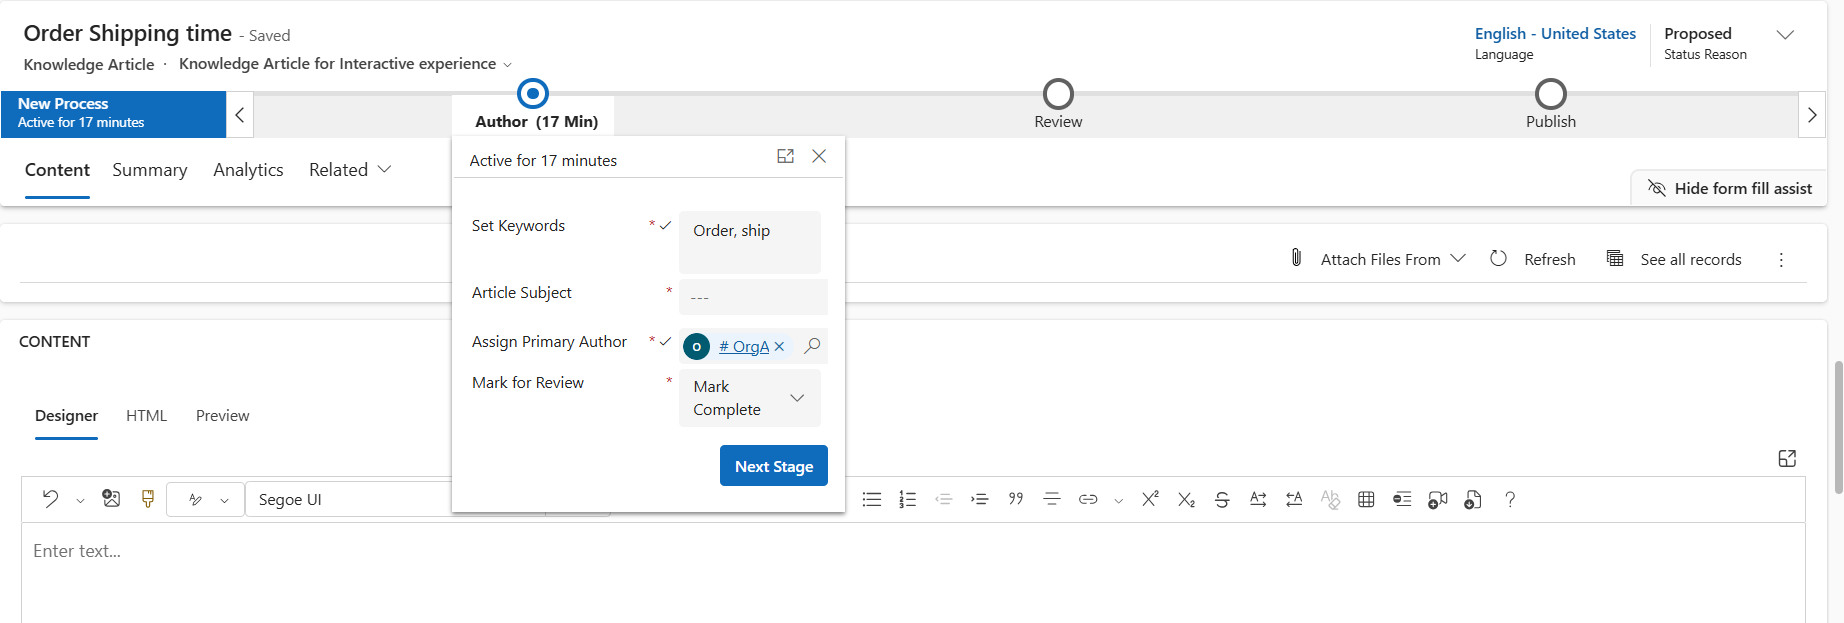 Order Shipping time - Saved
Knowledge Article · Knowledge Article for Interactive experience
English - United States
Language
Proposed
Status Reason
New Process
Active for 17 minutes
Author (17 Min)
Review
Publish
Content Summary Analytics Related
Hide form fill assist
Active for 17 minutes
Set Keywords * Order, ship
Article Subject * ---
Assign Primary Author * O # OrgA
Mark for Review * Mark Complete
Next Stage
Attach Files From Refresh See all records
CONTENT
Designer HTML Preview
Segoe UI
Enter text...